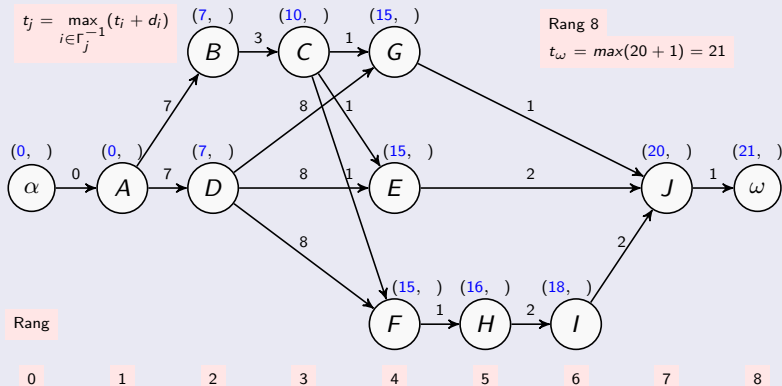 t_j = max (t_i + d_i)
i∈Γ_j^{-1}
Rang 8
t_ω = max(20 + 1) = 21
(7, ) (10, ) (15, )
B 3 C 1 G
7 8 1 1
(0, ) (0, ) (7, ) (15, ) (20, ) (21, )
α 0 A 7 D 8 1 E 2 J 1 ω
8 2
(15, ) (16, ) (18, )
F 1 H 2 I
Rang
0 1 2 3 4 5 6 7 8